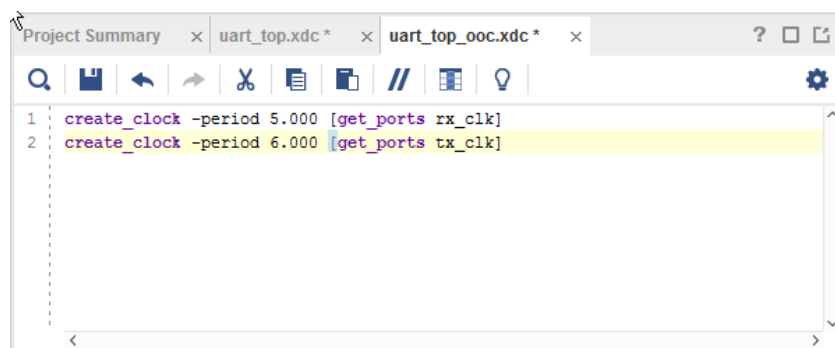 Project Summary × uart_top.xdc * × uart_top_ooc.xdc * × ?
//
1 create_clock -period 5.000 [get_ports rx_clk]
2 create_clock -period 6.000 [get_ports tx_clk]